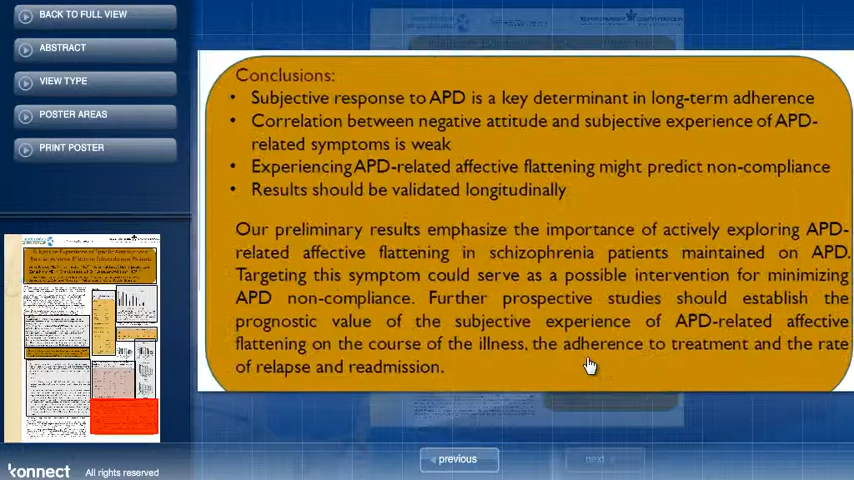 BACK TO FULL VIEW
ABSTRACT
VIEW TYPE
POSTER AREAS
PRINT POSTER
Conclusions:
• Subjective response to APD is a key determinant in long-term adherence
• Correlation between negative attitude and subjective experience of APD-
related symptoms is weak
• Experiencing APD-related affective flattening might predict non-compliance
• Results should be validated longitudinally
Our preliminary results emphasize the importance of actively exploring APD-
related affective flattening in schizophrenia patients maintained on APD.
Targeting this symptom could serve as a possible intervention for minimizing
APD non-compliance. Further prospective studies should establish the
prognostic value of the subjective experience of APD-related affective
flattening on the course of the illness, the adherence to treatment and the rate
of relapse and readmission.
previous
next
konnect All rights reserved